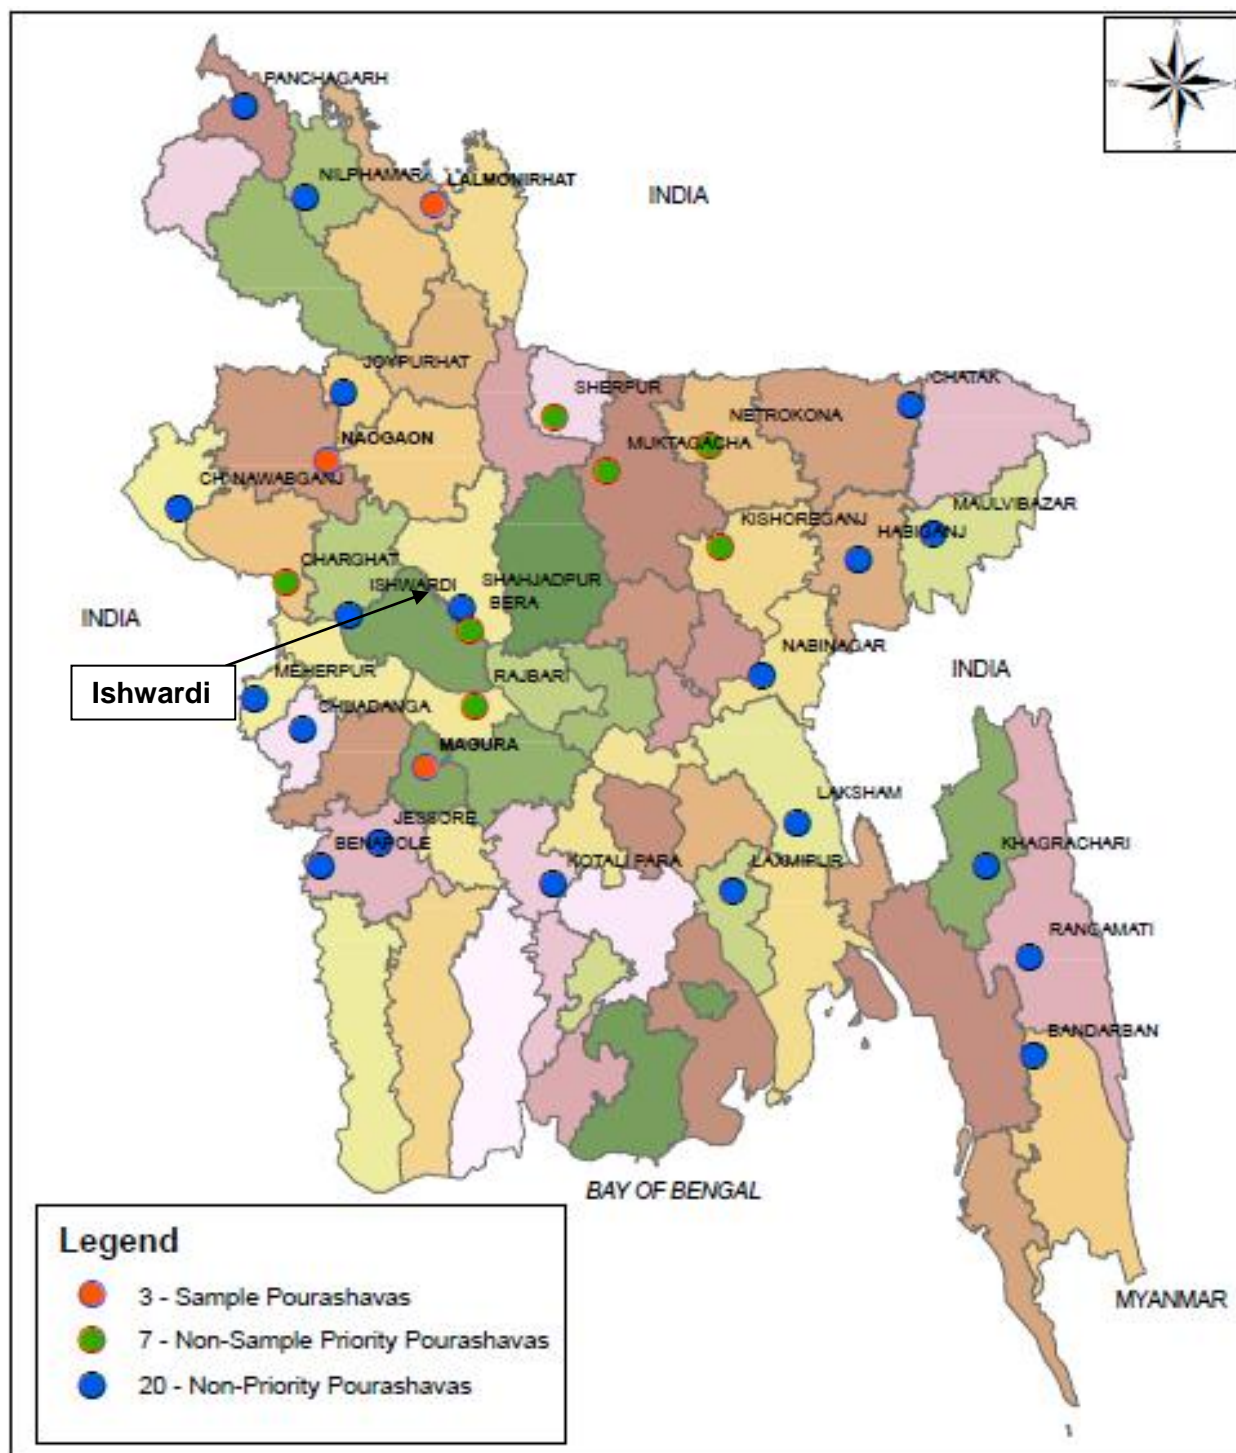 N
W
S
PANCHAGARH
NILPHAMARI
LALMONIRHAT
INDIA
JOYPURHAT
SHERPUR
CHATAK
NETROKONA
NAOGAON
MUKTAGACHA
CHINAWABGANJ
MAULVIBAZAR
KISHOREGANJ
HABIGANJ
CHARGHAT
ISHWARDI
SHAHJADPUR
BERA
INDIA
NABINAGAR
INDIA
MEHERPUR
RAJBARI
Ishwardi
CHUADANGA
MAGURA
LAKSHAM
JESSORE
BENAPOLE
KOTALI PARA
LAXMIPUR
KHAGRACHARI
RANGAMATI
BANDARBAN
BAY OF BENGAL
MYANMAR
Legend
3 - Sample Pourashavas
7 - Non-Sample Priority Pourashavas
20 - Non-Priority Pourashavas